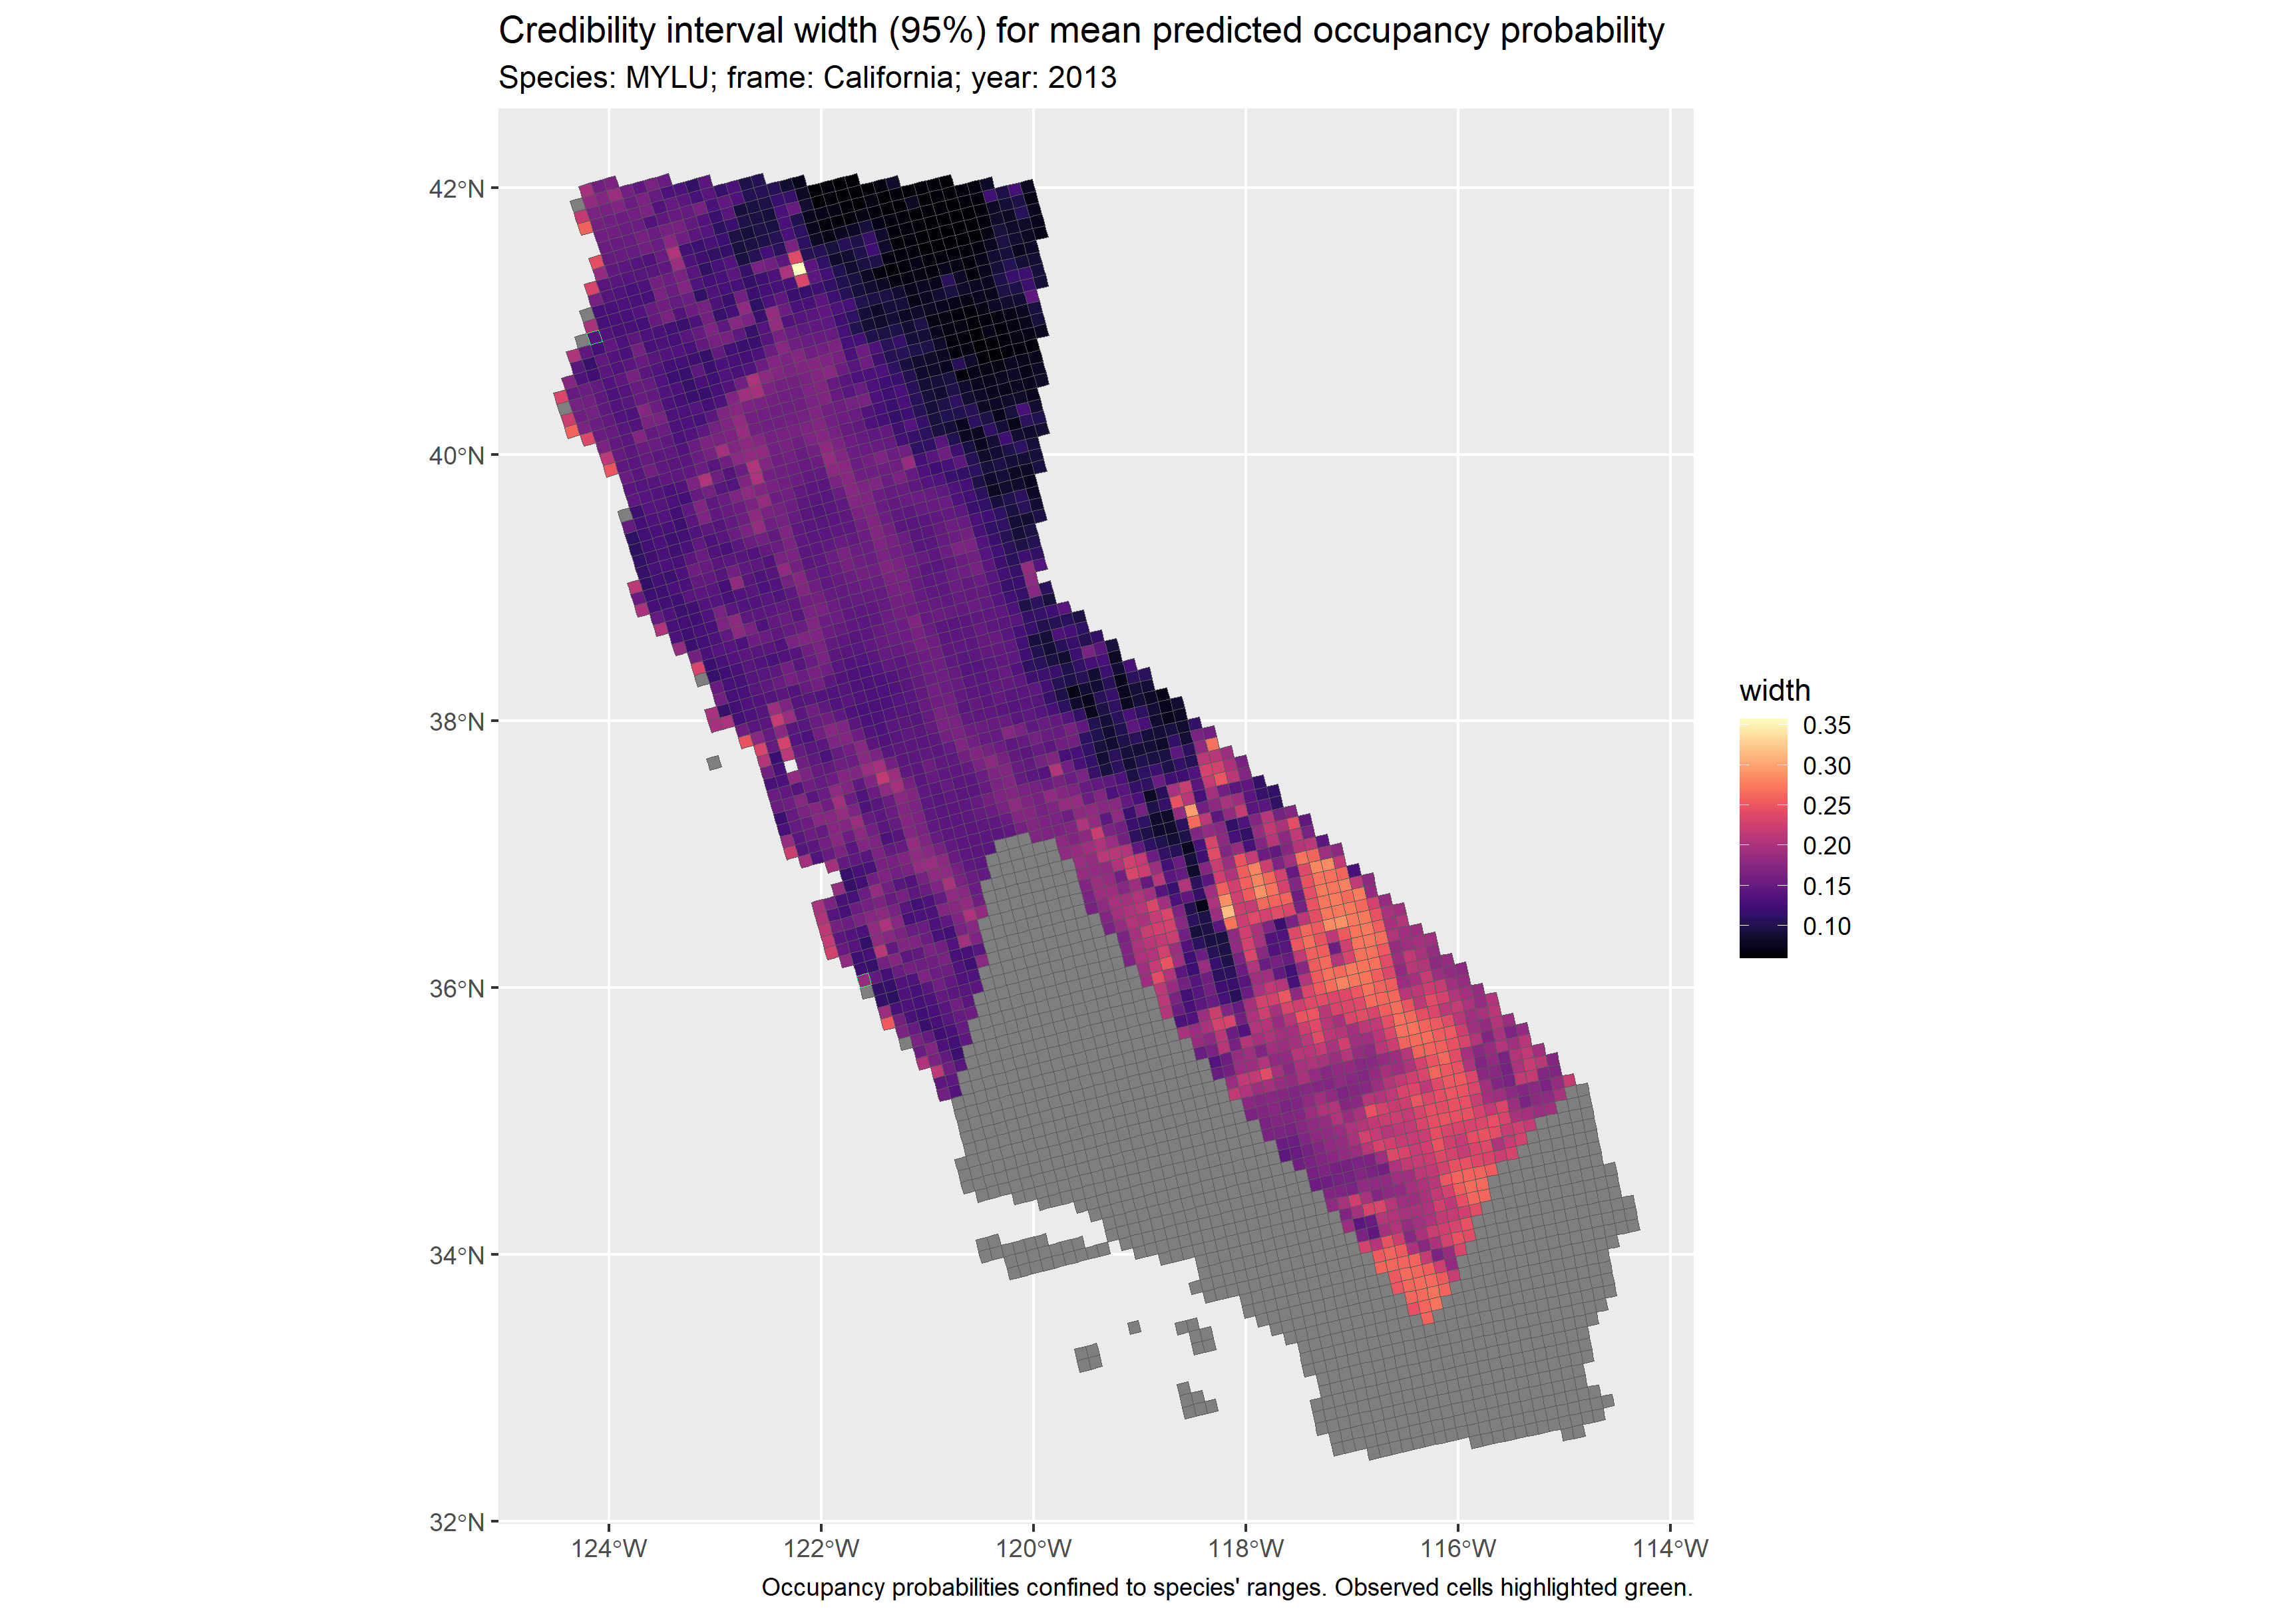 Credibility interval width (95%) for mean predicted occupancy probability
Species: MYLU; frame: California; year: 2013
42°N
40°N
38°N
36°N
34°N
32°N
124°W 122°W 120°W 118°W 116°W 114°W
width
0.35
0.30
0.25
0.20
0.15
0.10
Occupancy probabilities confined to species' ranges. Observed cells highlighted green.